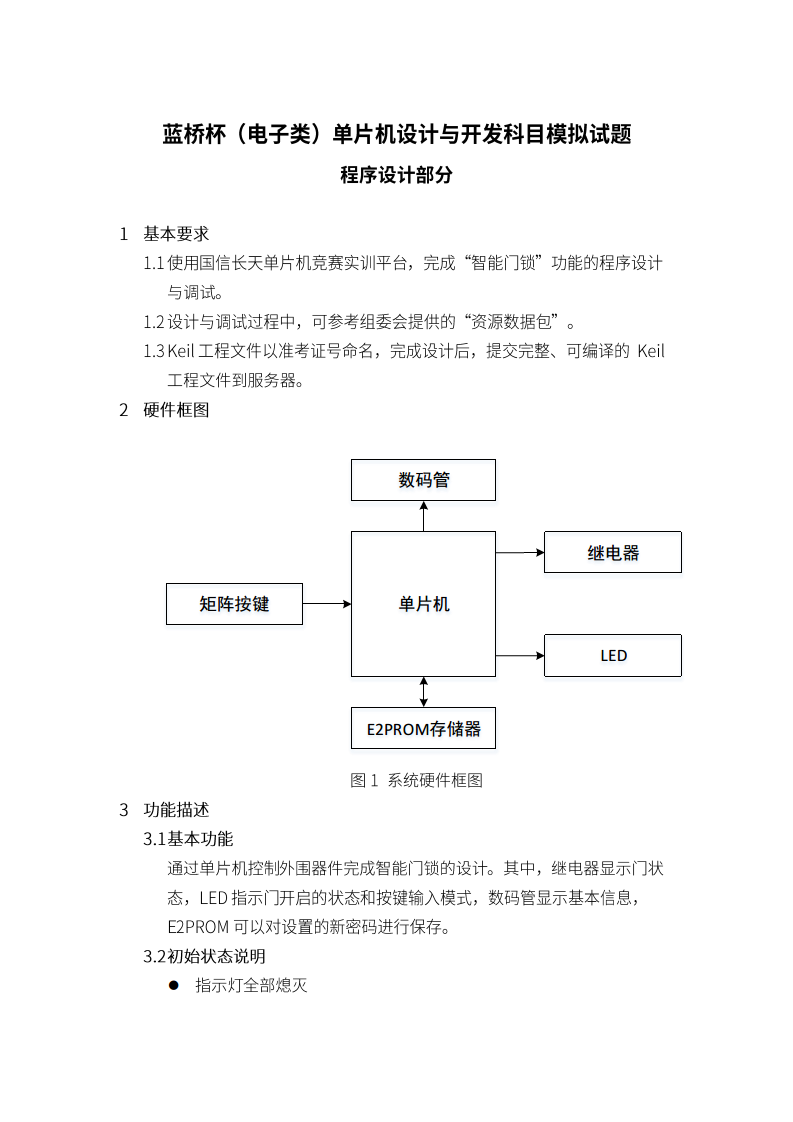 蓝桥杯（电子类）单片机设计与开发科目模拟试题
程序设计部分
1 基本要求
1.1 使用国信长天单片机竞赛实训平台，完成“智能门锁”功能的程序设计
与调试。
1.2 设计与调试过程中，可参考组委会提供的“资源数据包”。
1.3 Keil 工程文件以准考证号命名，完成设计后，提交完整、可编译的 Keil
工程文件到服务器。
2 硬件框图
数码管
继电器
矩阵按键
单片机
LED
E2PROM存储器
图 1 系统硬件框图
3 功能描述
3.1基本功能
通过单片机控制外围器件完成智能门锁的设计。其中，继电器显示门状
态，LED 指示门开启的状态和按键输入模式，数码管显示基本信息，
E2PROM 可以对设置的新密码进行保存。
3.2初始状态说明
● 指示灯全部熄灭